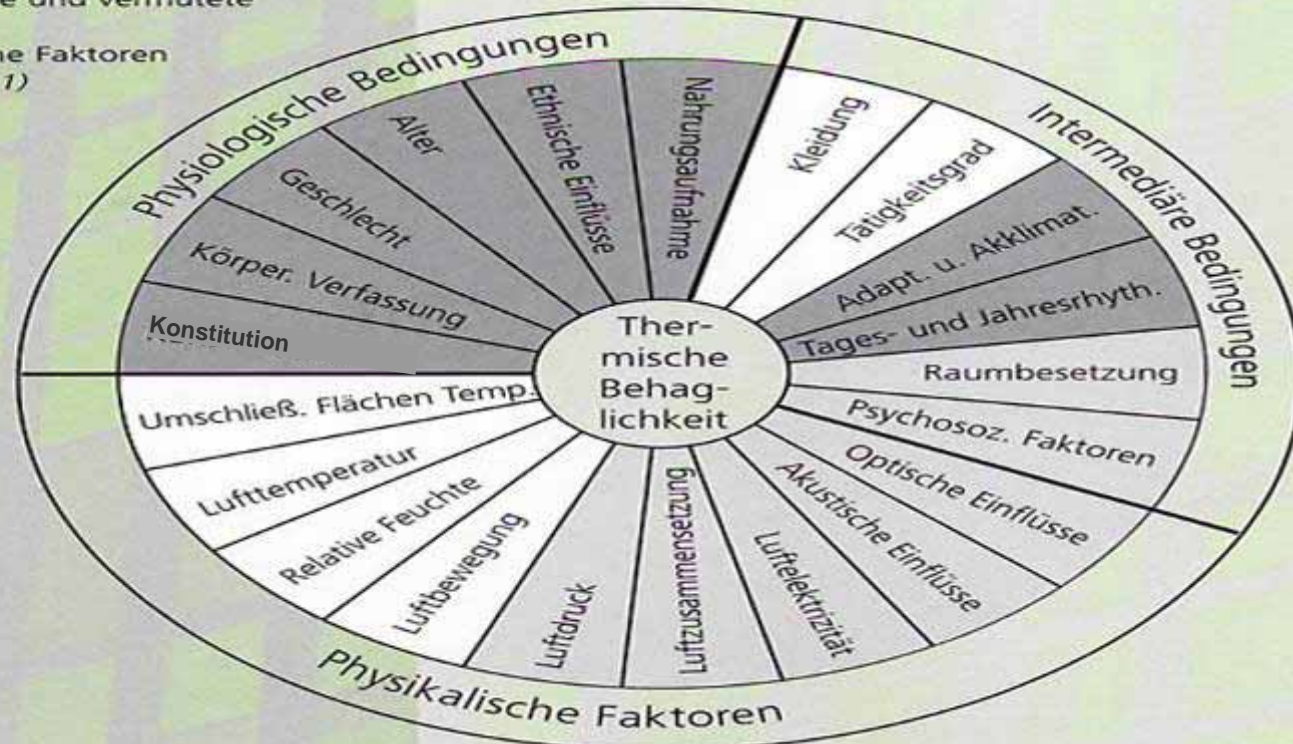 und vermutete
Faktoren
1)
Physiologische Bedingungen
Konstitution
Körper. Verfassung
Geschlecht
Alter
Ethnische Einflüsse
Nahrungsaufnahme
Intermediäre Bedingungen
Kleidung
Tätigkeitsgrad
Adapt. u. Akklimat.
Tages- und Jahresrhyth.
Raumbesetzung
Psychosoz. Faktoren
Optische Einflüsse
Akustische Einflüsse
Luftelektrizität
Luftzusammensetzung
Luftdruck
Luftbewegung
Relative Feuchte
Lufttemperatur
Umschließ. Flächen Temp.
Physikalische Faktoren
Ther-
mische
Behag-
lichkeit